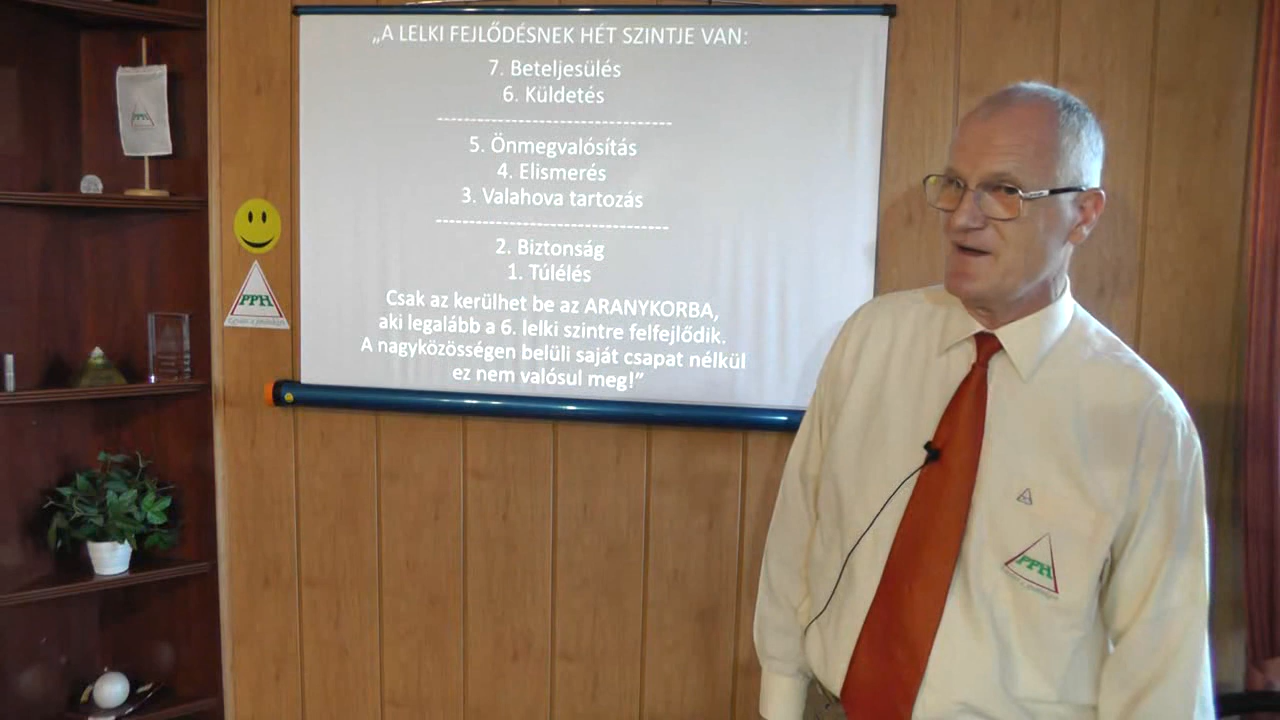 „A LELKI FEJLŐDÉSNEK HÉT SZINTJE VAN:
7. Beteljesülés
6. Küldetés
------------------------------------
5. Önmegvalósítás
4. Elismerés
3. Valahova tartozás
------------------------------------
2. Biztonság
1. Túlélés
Csak az kerülhet be az ARANYKORBA,
aki legalább a 6. lelki szintre felfejlődik.
A nagyközösségen belüli saját csapat nélkül
ez nem valósul meg!”
PPH
PPH
PPH